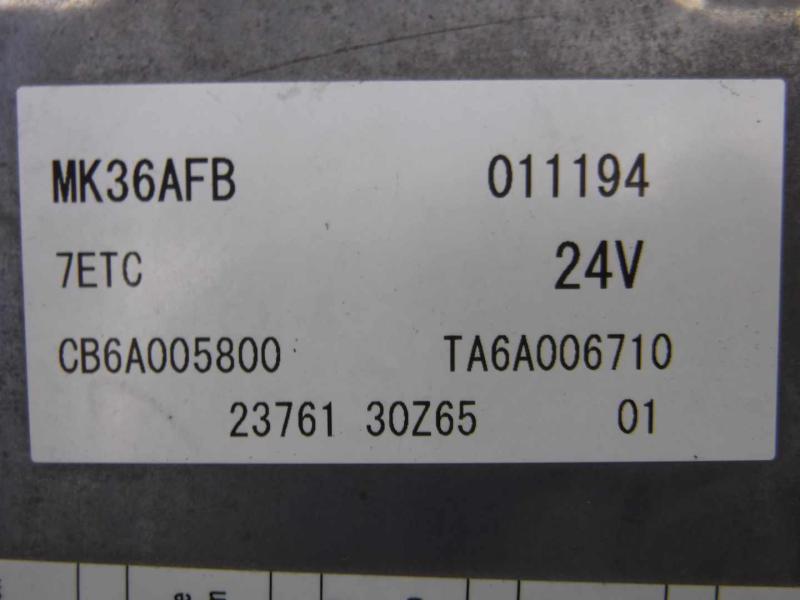 MK36AFB 011194
7ETC 24V
CB6A005800 TA6A006710
23761 30Z65 01